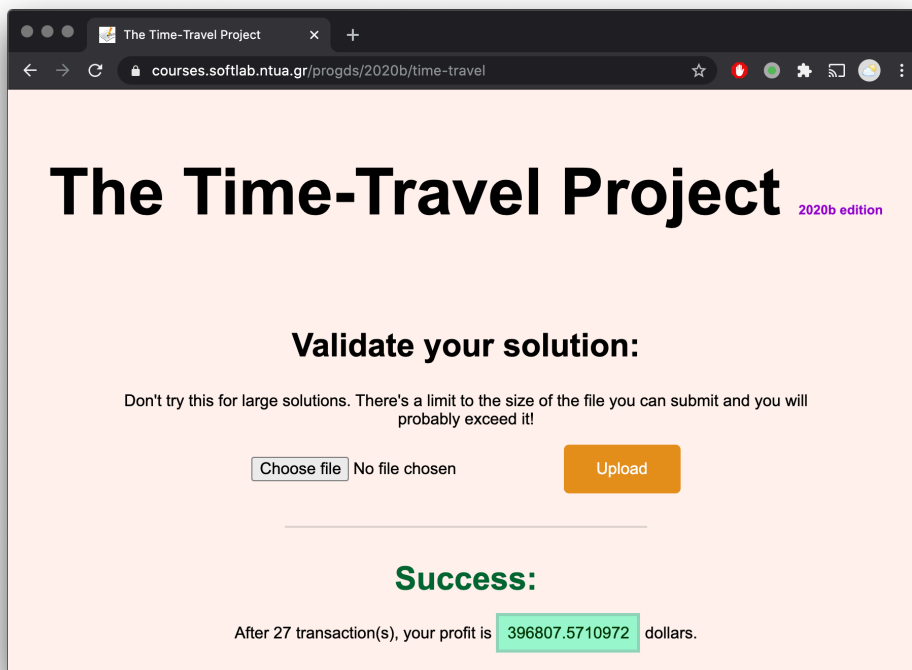 The Time-Travel Project
courses.softlab.ntua.gr/progds/2020b/time-travel
The Time-Travel Project 2020b edition
Validate your solution:
Don't try this for large solutions. There's a limit to the size of the file you can submit and you will
probably exceed it!
Choose file No file chosen Upload
Success:
After 27 transaction(s), your profit is 396807.5710972 dollars.